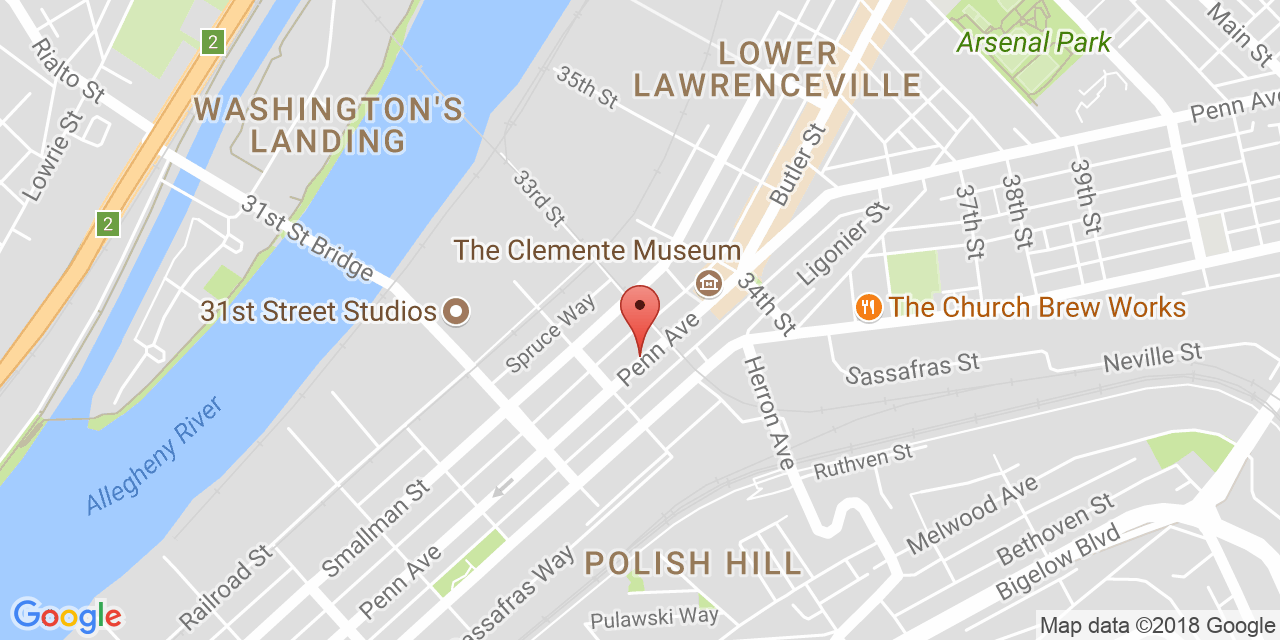 Rialto St
Lowrie St
2
2
WASHINGTON'S
LANDING
31st St Bridge
35th St
33rd St
LOWER
LAWRENCEVILLE
Arsenal Park
Main St
Penn Ave
Butler St
Ligonier St
37th St
38th St
39th St
The Clemente Museum
34th St
31st Street Studios
Spruce Way
Penn Ave
The Church Brew Works
Sassafras St
Neville St
Herron Ave
Allegheny River
Ruthven St
Melwood Ave
Bethoven St
Bigelow Blvd
Smallman St
Railroad St
Penn Ave
assafras Way
POLISH HILL
Pulawski Way
Google
Map data ©2018 Google